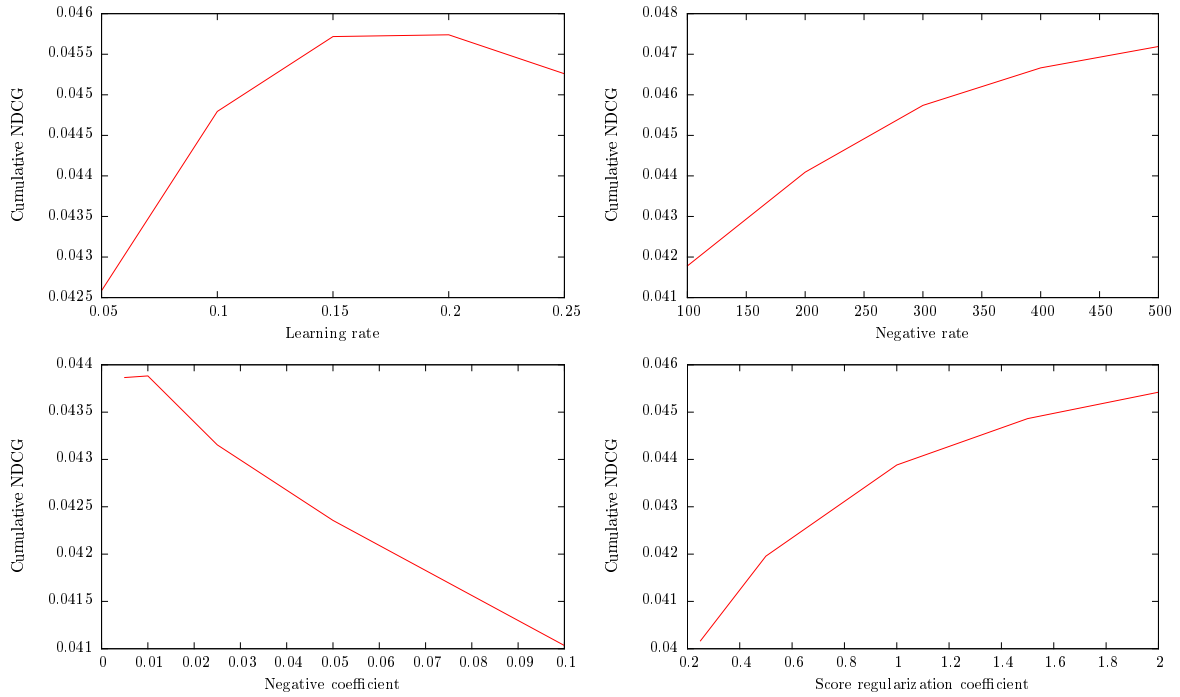 0.046
0.0455
0.045
0.0445
0.044
0.0435
0.043
0.0425
0.05 0.1 0.15 0.2 0.25
Learning rate
Cumulative NDCG
0.048
0.047
0.046
0.045
0.044
0.043
0.042
0.041
100 150 200 250 300 350 400 450 500
Negative rate
Cumulative NDCG
0.044
0.0435
0.043
0.0425
0.042
0.0415
0.041
0 0.01 0.02 0.03 0.04 0.05 0.06 0.07 0.08 0.09 0.1
Negative coefficient
Cumulative NDCG
0.046
0.045
0.044
0.043
0.042
0.041
0.04
0.2 0.4 0.6 0.8 1 1.2 1.4 1.6 1.8 2
Score regularization coefficient
Cumulative NDCG